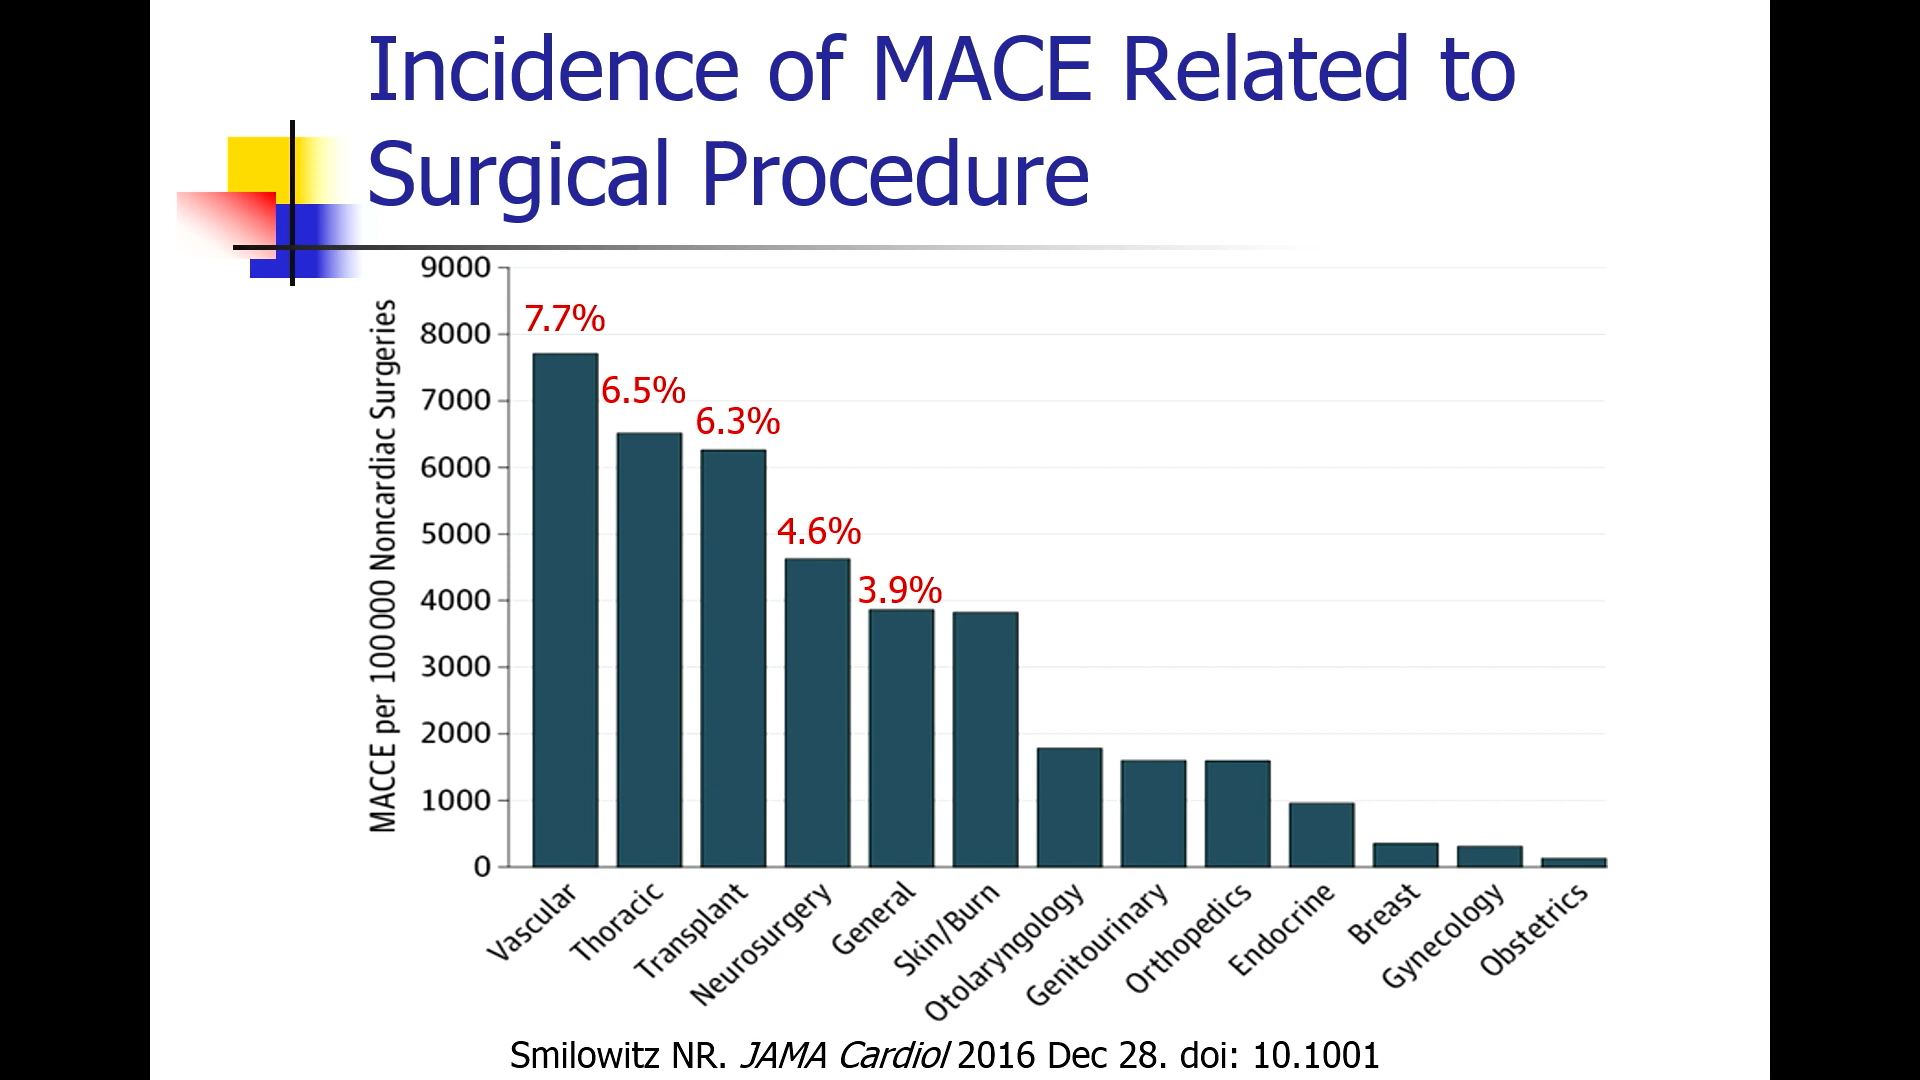 Incidence of MACE Related to
Surgical Procedure
MACCE per 100 000 Noncardiac Surgeries
9000
8000
7000
6000
5000
4000
3000
2000
1000
0
7.7%
6.5%
6.3%
4.6%
3.9%
Vascular
Thoracic
Transplant
Neurosurgery
General
Skin/Burn
Otolaryngology
Genitourinary
Orthopedics
Endocrine
Breast
Gynecology
Obstetrics
Smilowitz NR. JAMA Cardiol 2016 Dec 28. doi: 10.1001